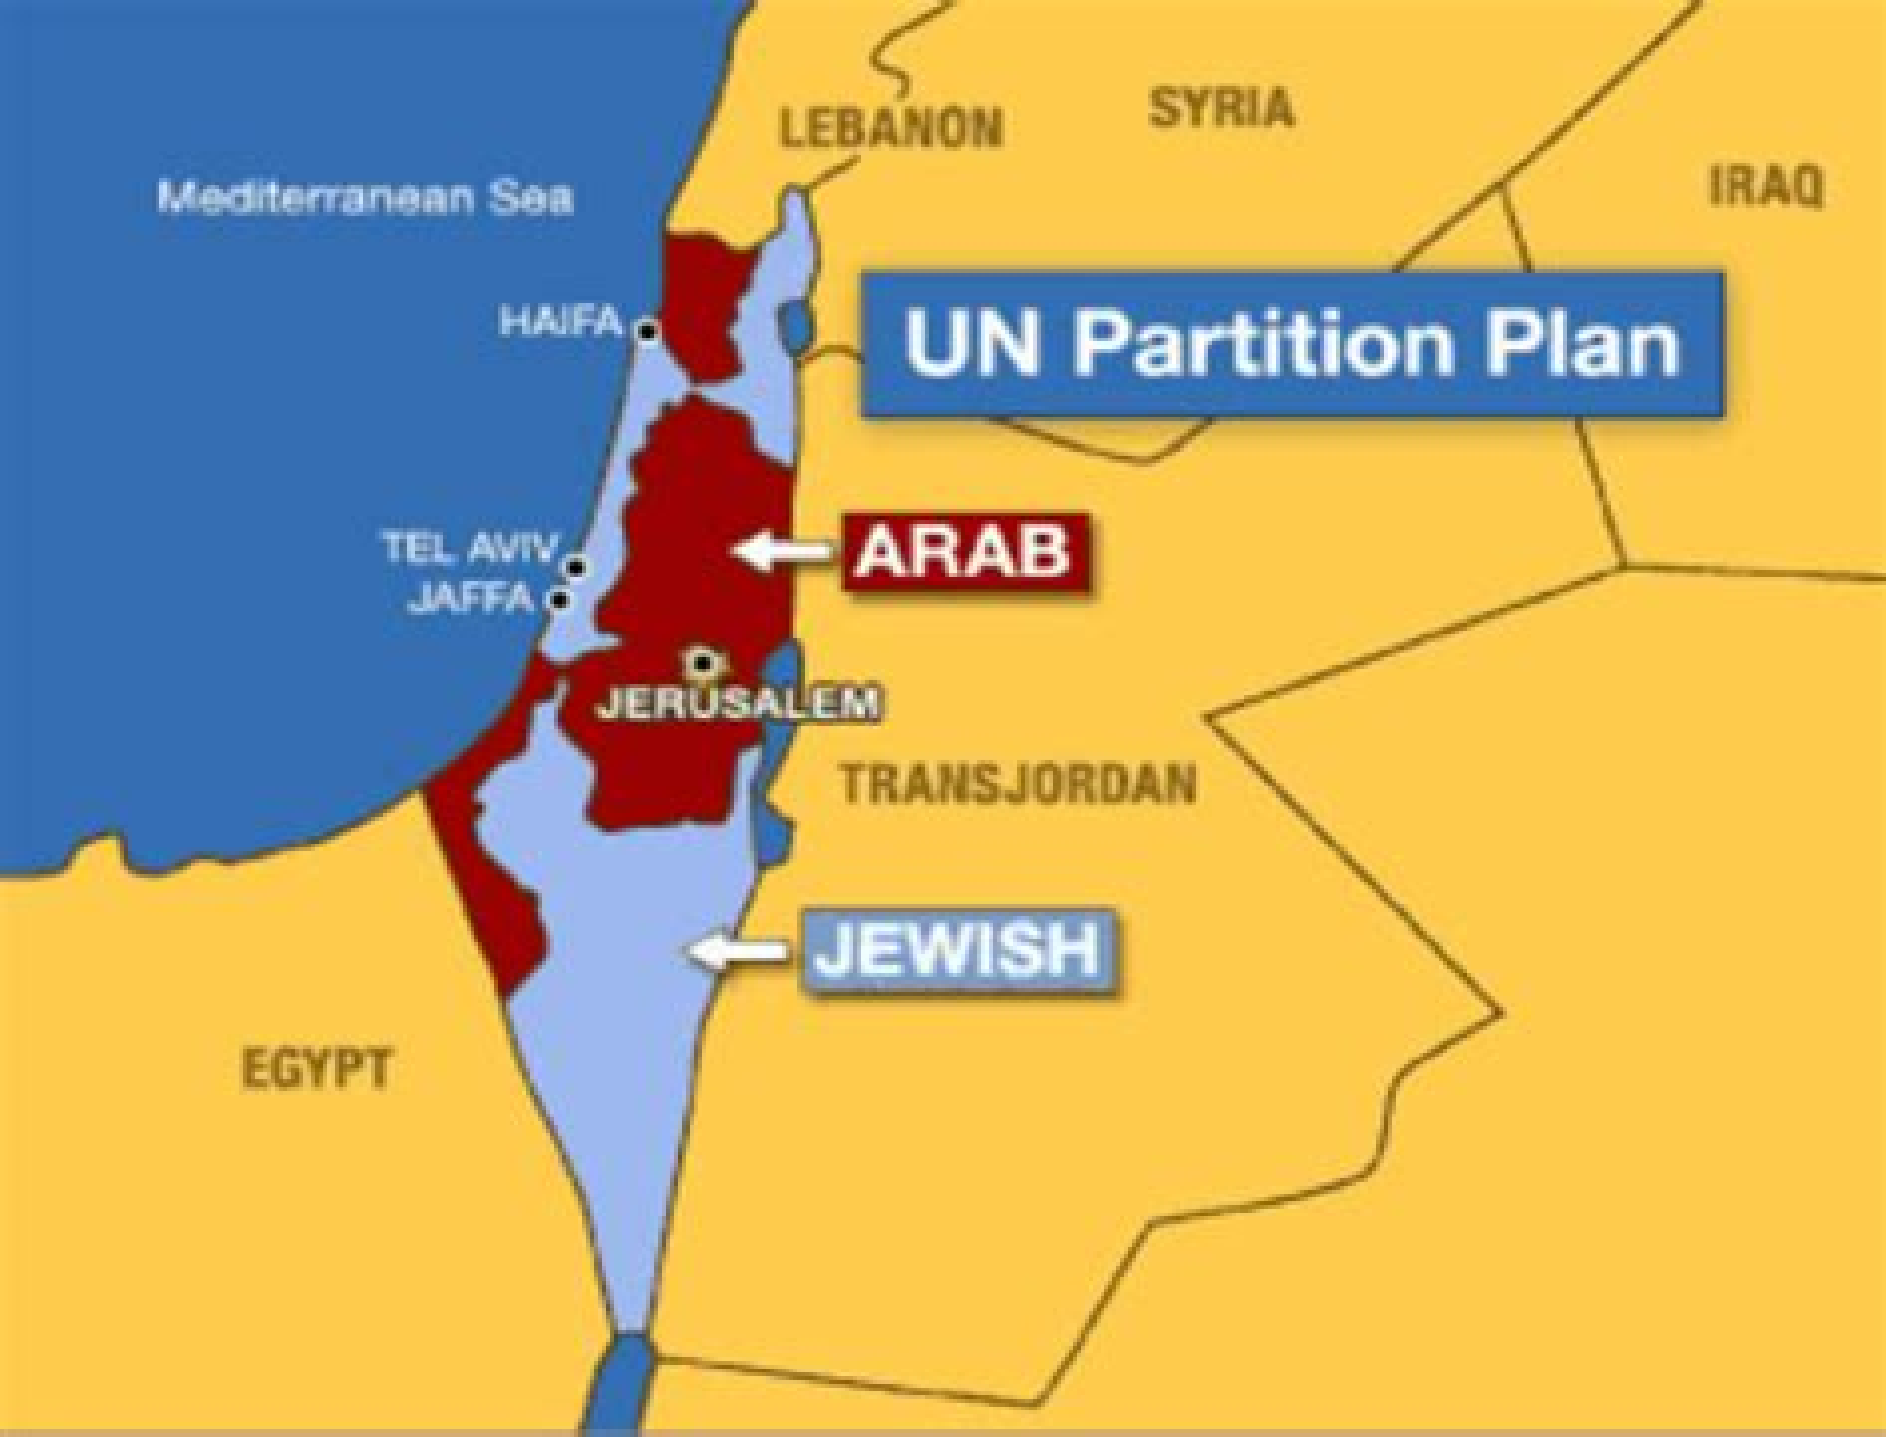 LEBANON
SYRIA
IRAQ
Mediterranean Sea
HAIFA
UN Partition Plan
TEL AVIV
ARAB
JAFFA
JERUSALEM
TRANSJORDAN
JEWISH
EGYPT